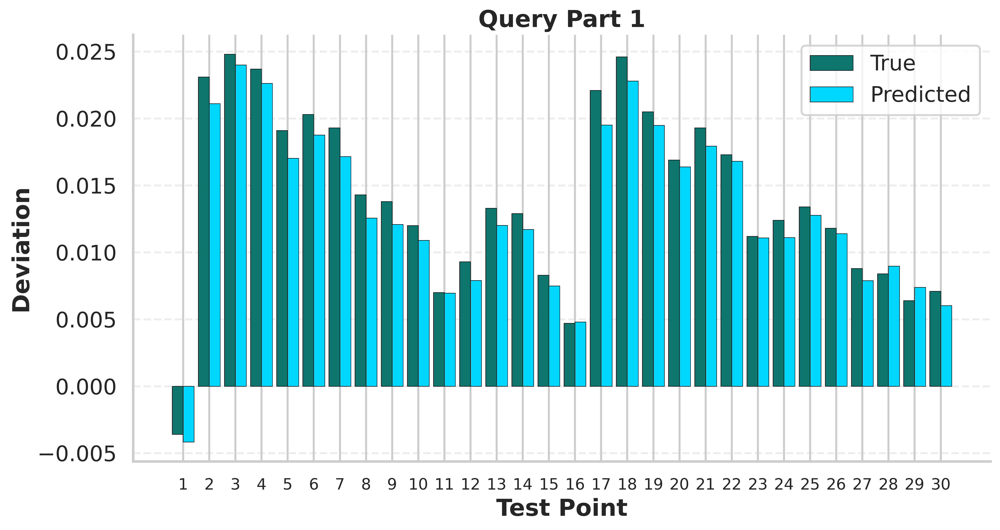 Query Part 1
True
Predicted
Deviation
0.025
0.020
0.015
0.010
0.005
0.000
−0.005
1 2 3 4 5 6 7 8 9 10 11 12 13 14 15 16 17 18 19 20 21 22 23 24 25 26 27 28 29 30
Test Point